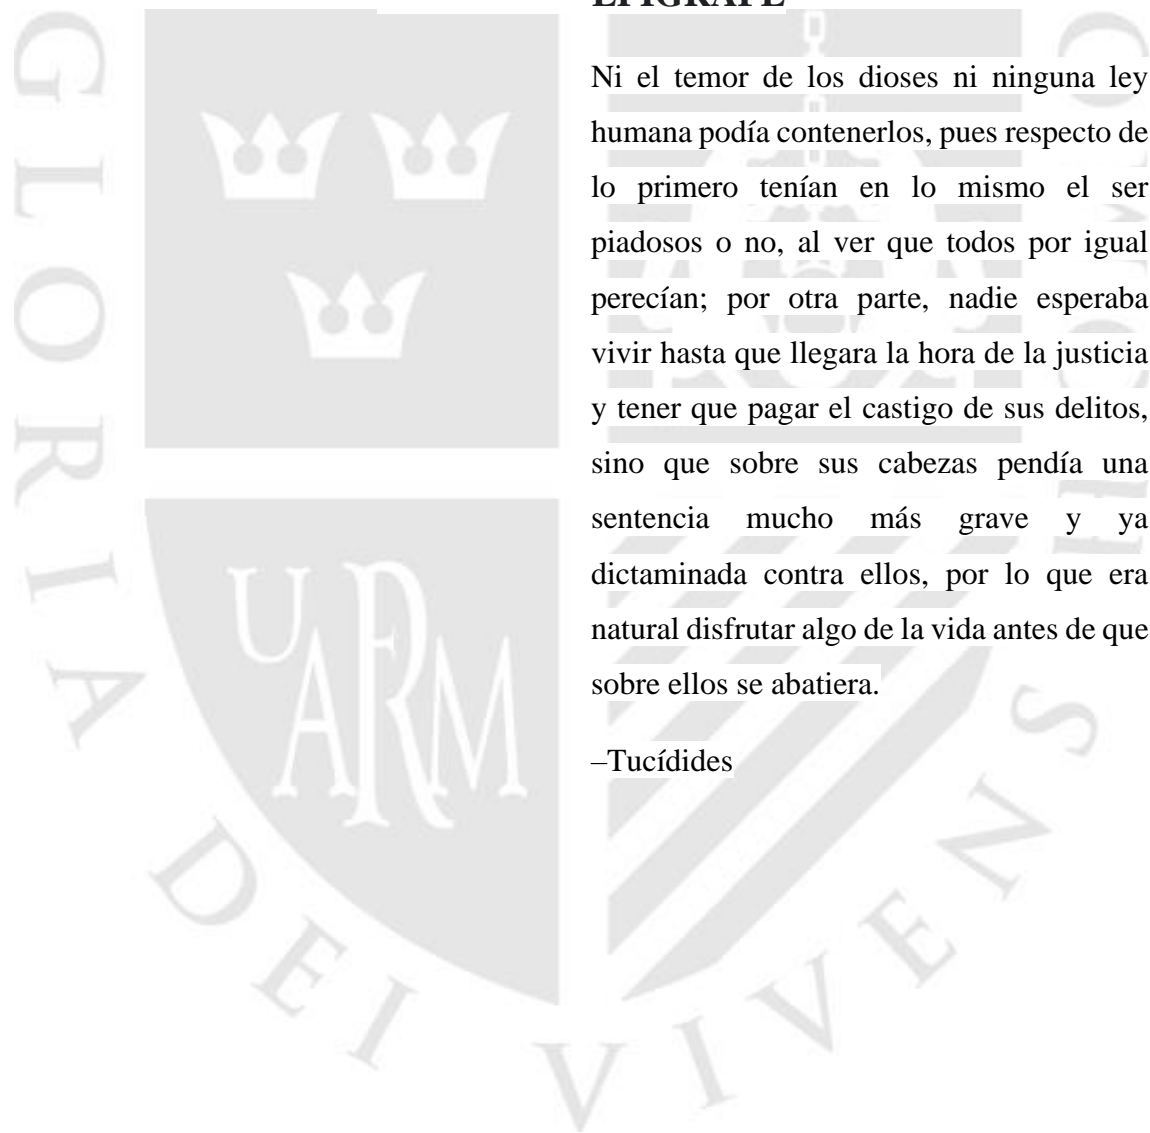 EPÍGRAFE
Ni el temor de los dioses ni ninguna ley
humana podía contenerlos, pues respecto de
lo primero tenían en lo mismo el ser
piadosos o no, al ver que todos por igual
perecían; por otra parte, nadie esperaba
vivir hasta que llegara la hora de la justicia
y tener que pagar el castigo de sus delitos,
sino que sobre sus cabezas pendía una
sentencia mucho más grave y ya
dictaminada contra ellos, por lo que era
natural disfrutar algo de la vida antes de que
sobre ellos se abatiera.
–Tucídides
GLORIA DEI VIVENS HOMO
UARM